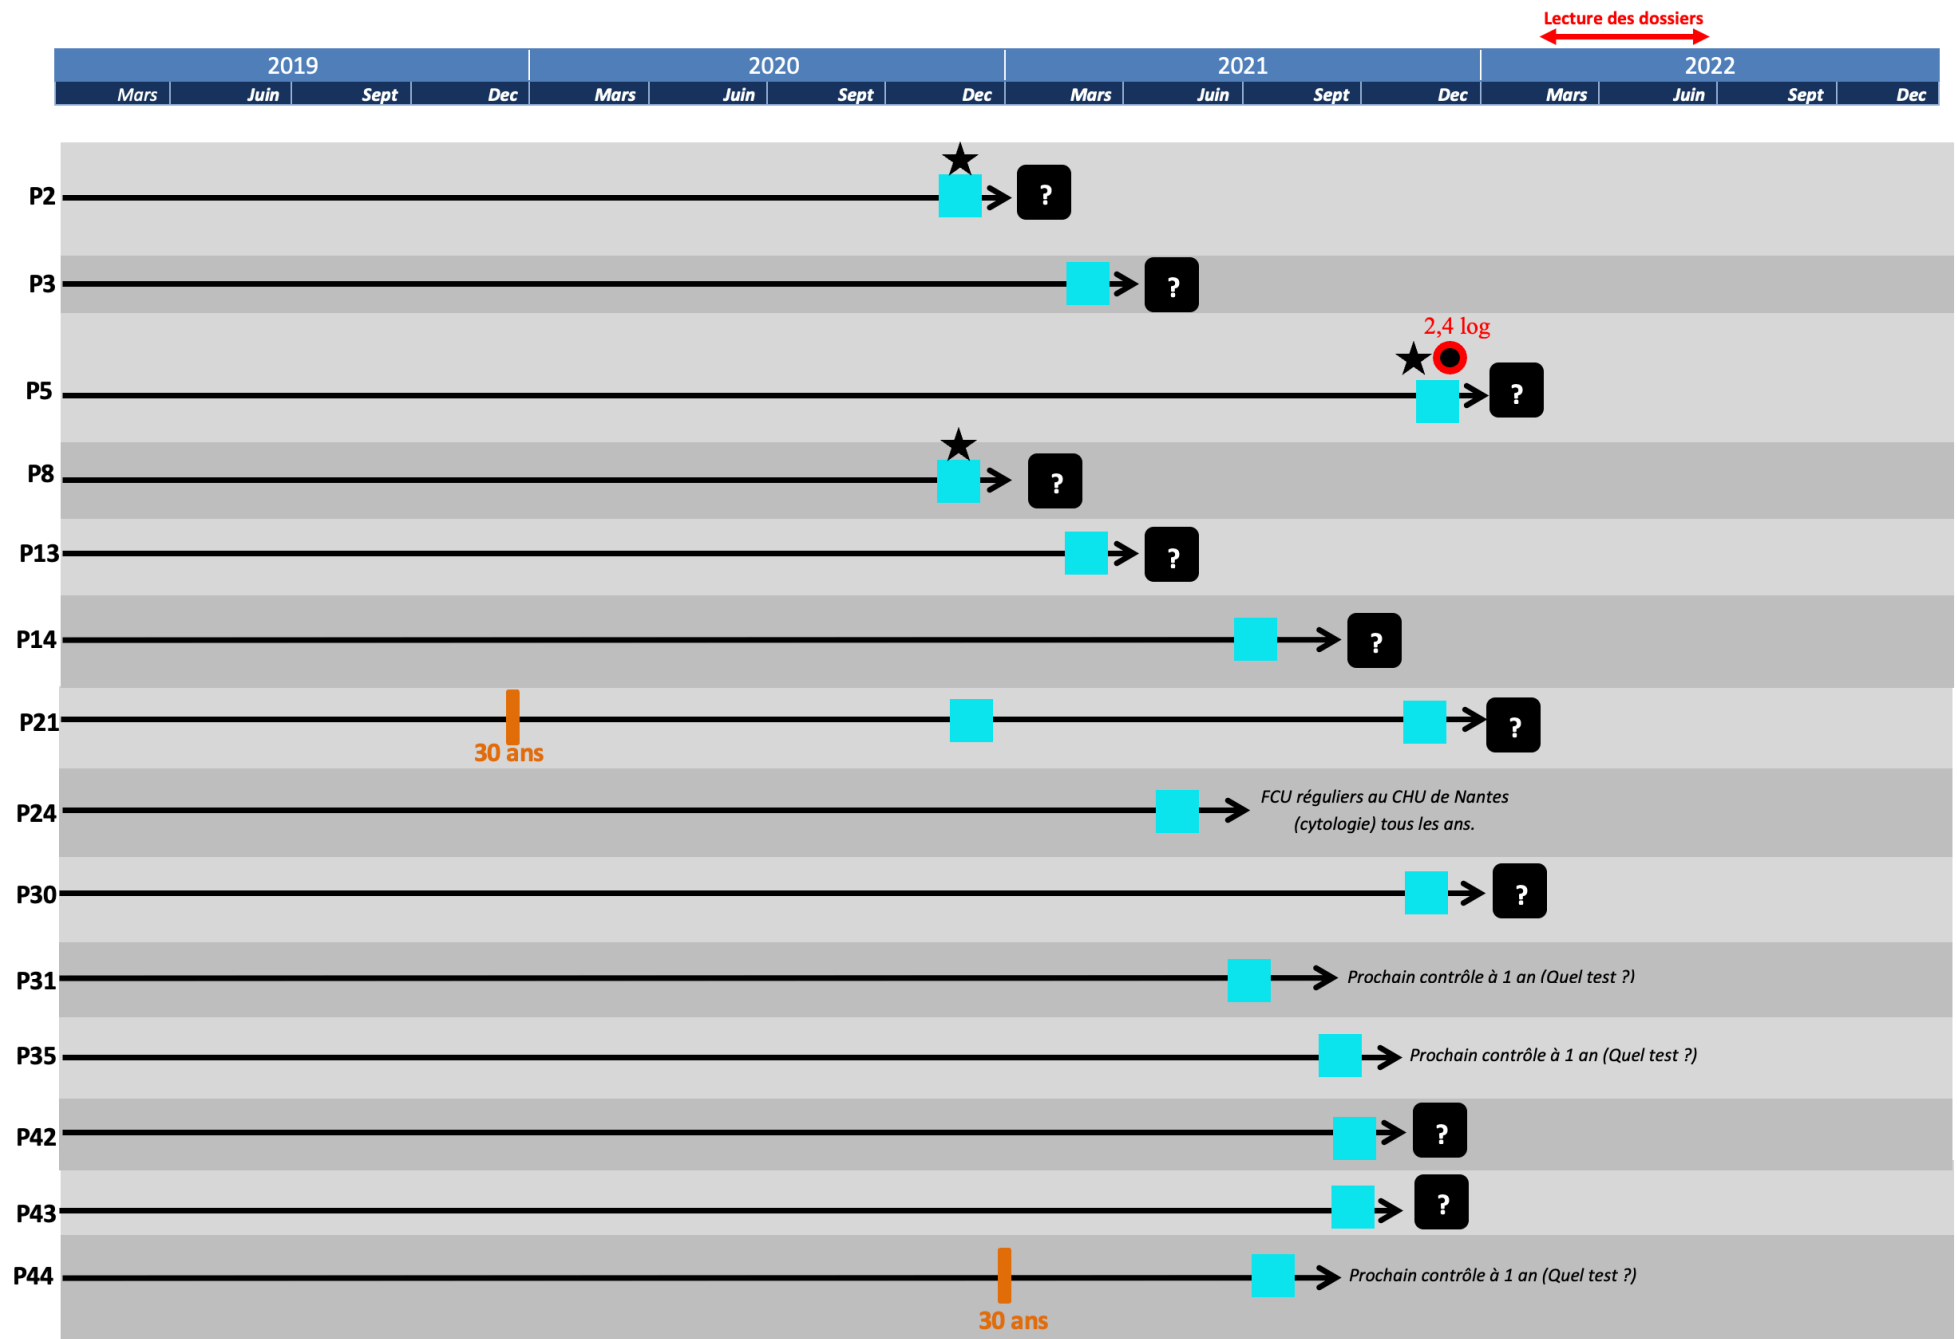 Lecture des dossiers
2019 2020 2021 2022
Mars Juin Sept Dec Mars Juin Sept Dec Mars Juin Sept Dec Mars Juin Sept Dec
P2 ?
P3 ?
2,4 log
P5 ?
P8 ?
P13 ?
P14 ?
P21 ?
30 ans
P24 FCU réguliers au CHU de Nantes
(cytologie) tous les ans.
P30 ?
P31 Prochain contrôle à 1 an (Quel test ?)
P35 Prochain contrôle à 1 an (Quel test ?)
P42 ?
P43 ?
P44 Prochain contrôle à 1 an (Quel test ?)
30 ans